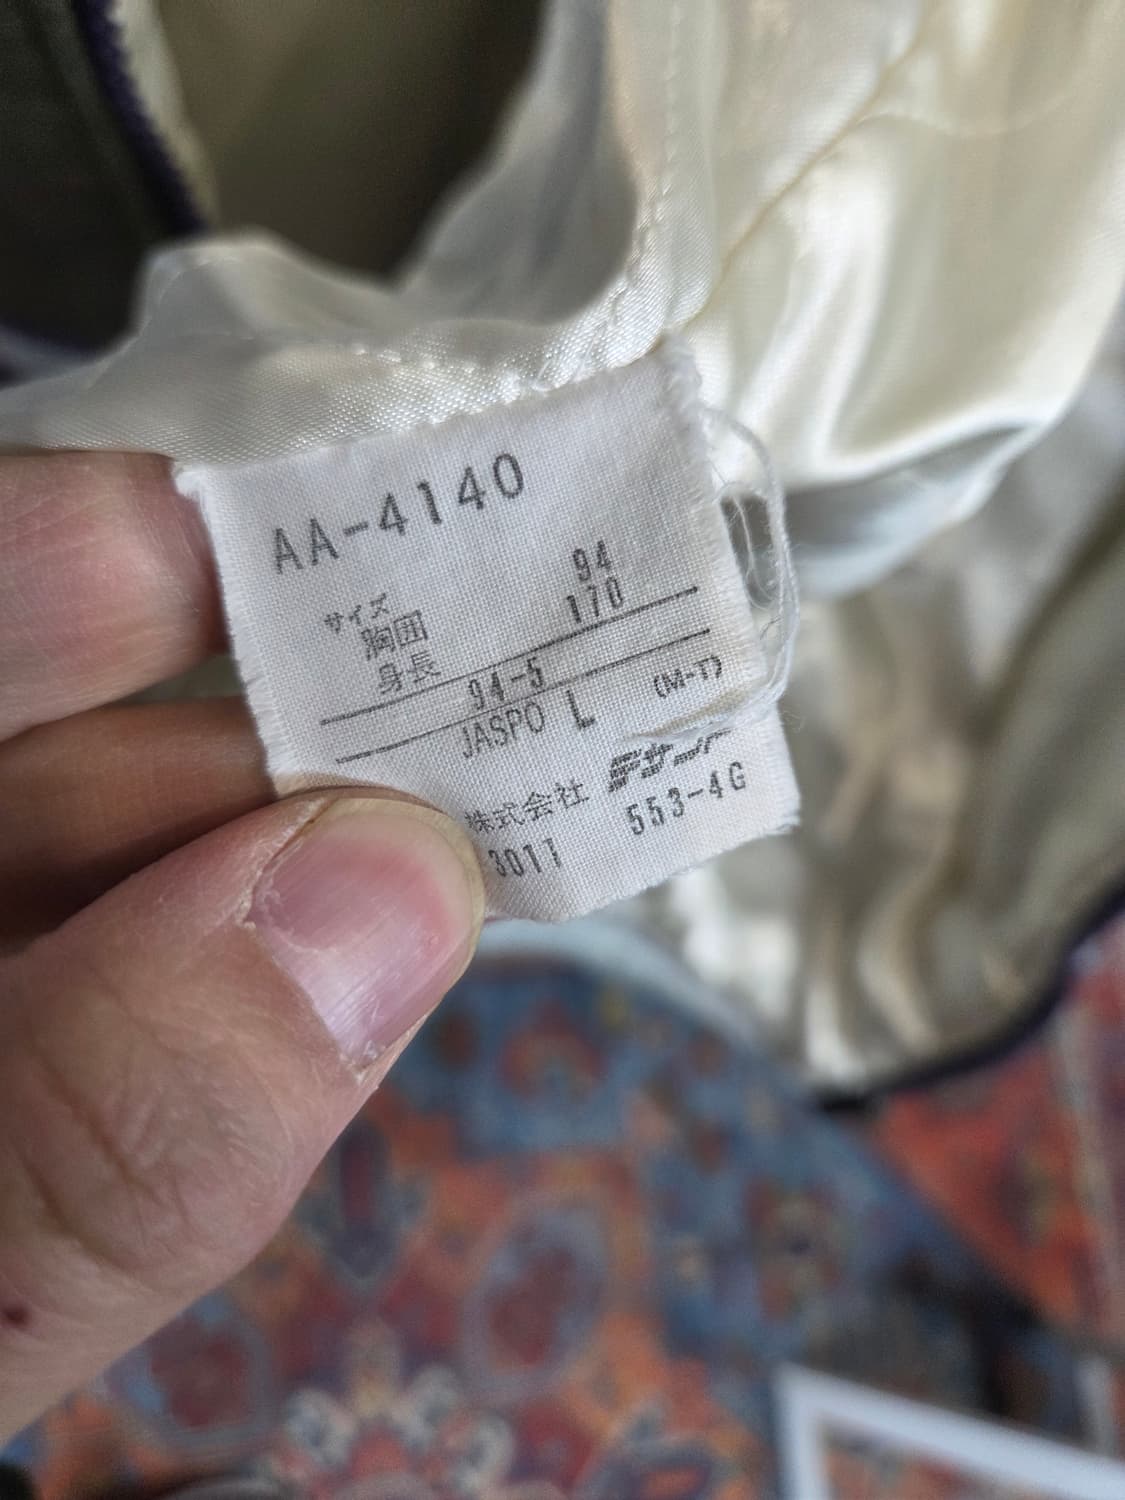 AA-4140
サイズ
胸囲 94
身長 170
94-5
JASPO L (M-T)
株式会社 デサント
3011 553-4G